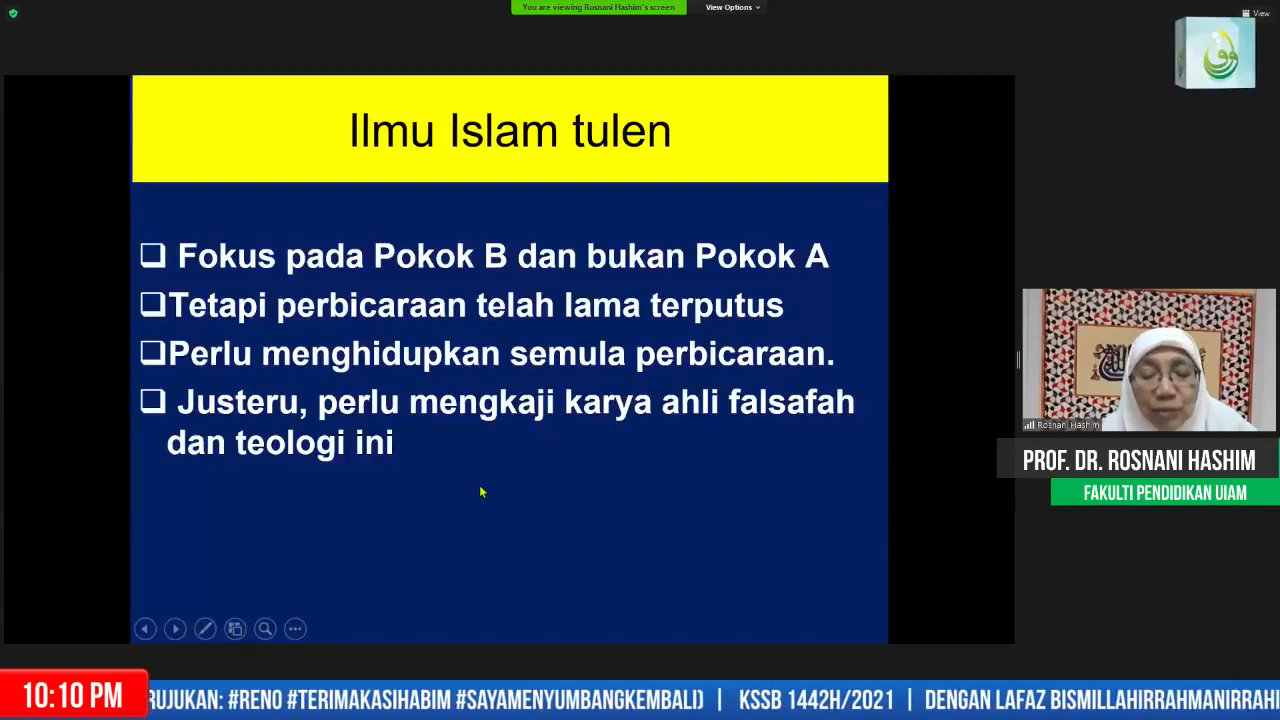 You are viewing Rosnani Hashim's screen
View Options
View
Ilmu Islam tulen
Fokus pada Pokok B dan bukan Pokok A
Tetapi perbicaraan telah lama terputus
Perlu menghidupkan semula perbicaraan.
Justeru, perlu mengkaji karya ahli falsafah
dan teologi ini
Rosnani Hashim
PROF. DR. ROSNANI HASHIM
FAKULTI PENDIDIKAN UIAM
10:10 PM
RUJUKAN: #RENO #TERIMAKASIHABIM #SAYAMENYUMBANGKEMBALI) | KSSB 1442H/2021 | DENGAN LAFAZ BISMILLAHIRRAHMANIRRAHI